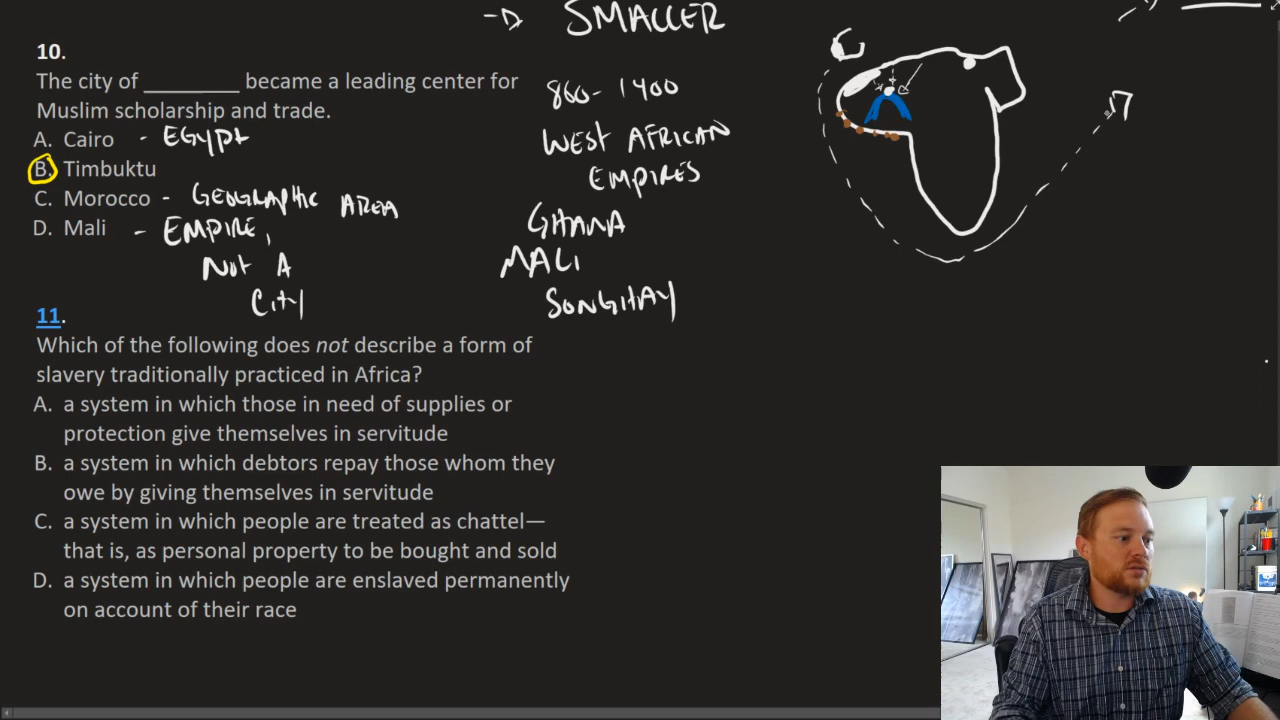 → SMALLER
10.
The city of ________ became a leading center for
Muslim scholarship and trade.
A. Cairo - EGYPT
B. Timbuktu
C. Morocco - GEOGRAPHIC AREA
D. Mali - EMPIRE,
Not A
City
800- 1400
WEST AFRICAN
EMPIRES
GHANA
MALI
SONGHAY
11.
Which of the following does not describe a form of
slavery traditionally practiced in Africa?
A. a system in which those in need of supplies or
protection give themselves in servitude
B. a system in which debtors repay those whom they
owe by giving themselves in servitude
C. a system in which people are treated as chattel—
that is, as personal property to be bought and sold
D. a system in which people are enslaved permanently
on account of their race